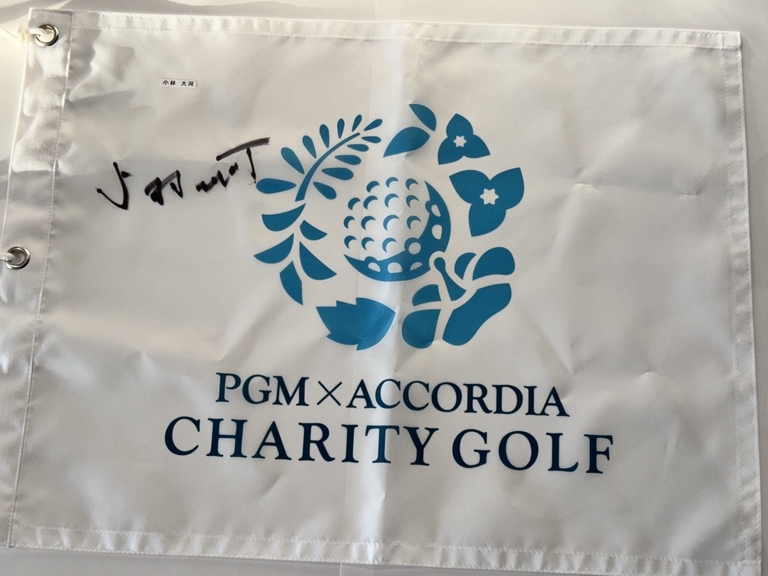 小林 大河
PGM×ACCORDIA
CHARITY GOLF